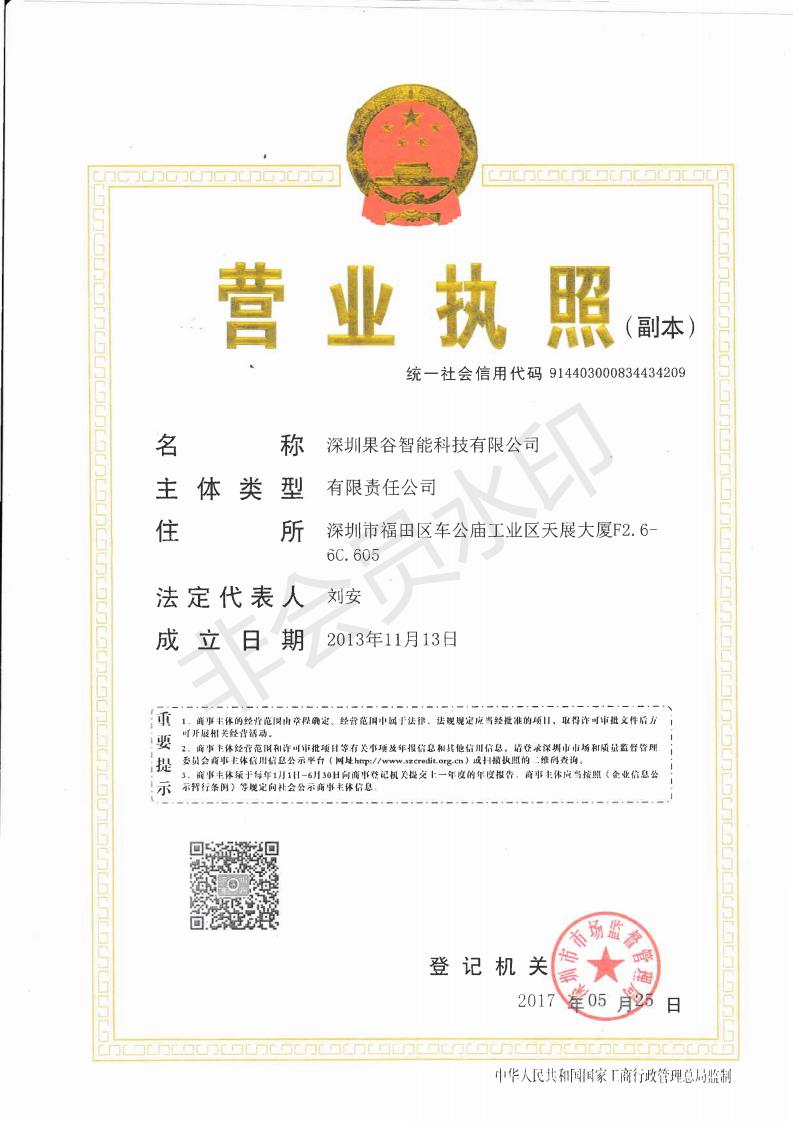 营业执照(副本)
统一社会信用代码 914403000834434209
名称 深圳果谷智能科技有限公司
主体类型 有限责任公司
住所 深圳市福田区车公庙工业区天展大厦F2.6-
6C.605
法定代表人 刘安
成立日期 2013年11月13日
非会员水印
重要提示
1、商事主体的经营范围由章程确定。经营范围中属于法律、法规规定应当经批准的项目，取得许可审批文件后方
可开展相关经营活动。
2、商事主体经营范围和许可审批项目等有关事项及年报信息和其他信用信息，请登录深圳市市场和质量监督管理
委员会商事主体信用信息公示平台（网址http://www.szcredit.org.cn）或扫描执照的二维码查询。
3、商事主体须于每年1月1日-6月30日向商事登记机关提交上一年度的年度报告。商事主体应当按照《企业信息公
示暂行条例》等规定向社会公示商事主体信息。
登记机关
深圳市市场监督管理局
2017年05月25日
中华人民共和国国家工商行政管理总局监制